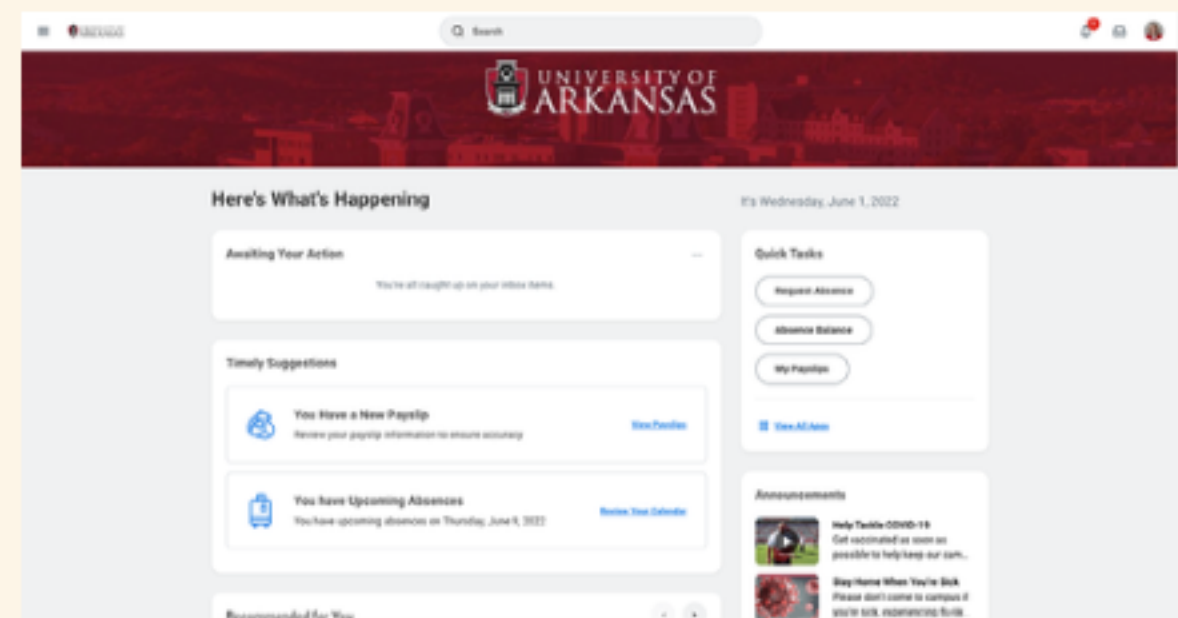 Search
UNIVERSITY OF
ARKANSAS
Here's What's Happening
It's Wednesday, June 1, 2022
Awaiting Your Action
You're all caught up on your inbox items.
Timely Suggestions
You Have a New Payslip
Review your payslip information to ensure accuracy
View Payslips
You have Upcoming Absences
You have upcoming absences on Thursday, June 9, 2022
Review Your Calendar
Recommended for You
Quick Tasks
Request Absence
Absence Balance
My Payslips
View All Apps
Announcements
Help Tackle COVID-19
Get vaccinated as soon as
possible to help keep our cam...
Stay Home When You're Sick
Please don't come to campus if
you're sick, experiencing flu-lik